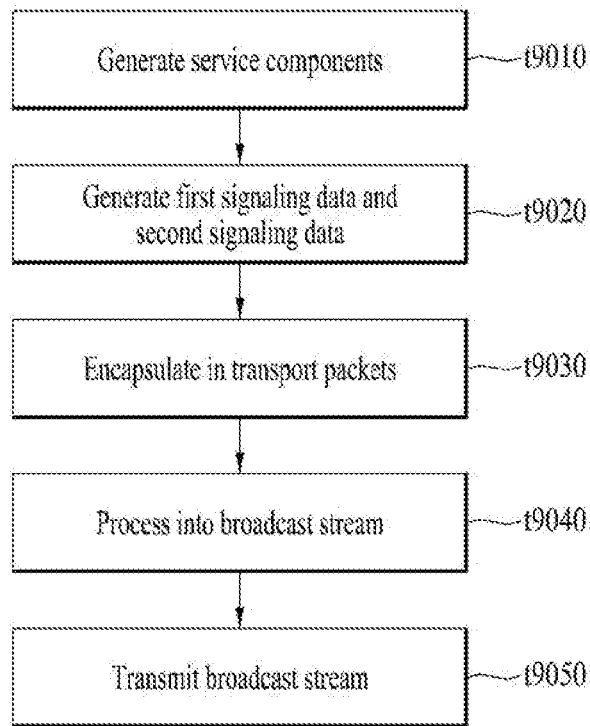 Generate service components
t9010
Generate first signaling data and
second signaling data
t9020
Encapsulate in transport packets
t9030
Process into broadcast stream
t9040
Transmit broadcast stream
t9050